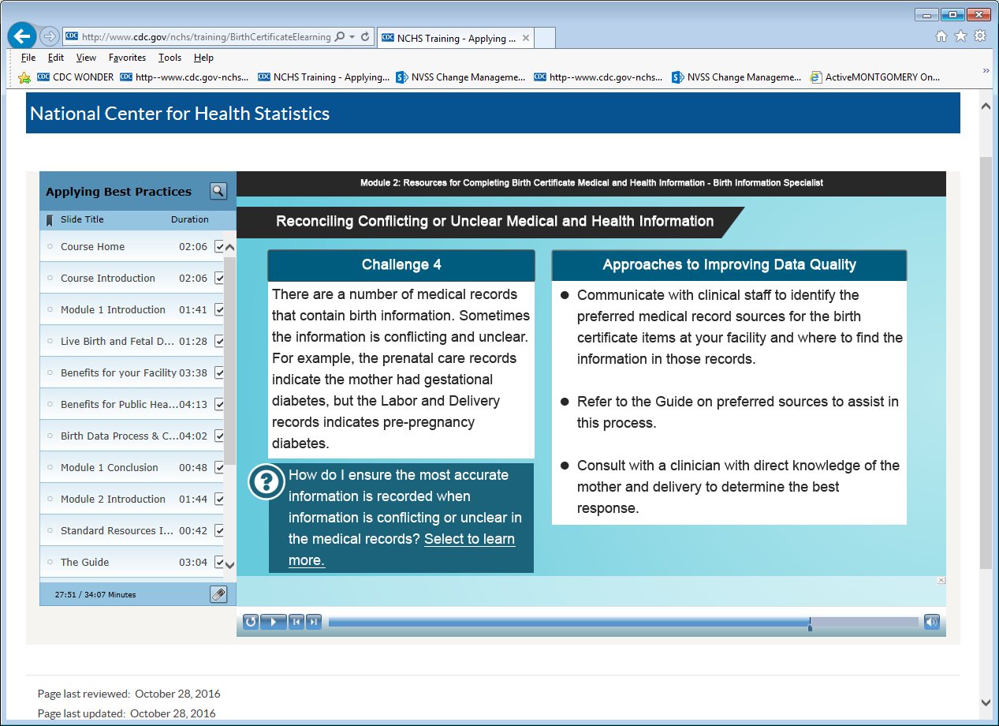 http://www.cdc.gov/nchs/training/BirthCertificateElearning
CDC NCHS Training - Applying ...
File Edit View Favorites Tools Help
CDC CDC WONDER CDC http--www.cdc.gov-nchs... CDC NCHS Training - Applying... NVSS Change Manageme... CDC http--www.cdc.gov-nchs... NVSS Change Manageme... ActiveMONTGOMERY On...
National Center for Health Statistics
Applying Best Practices
Slide Title Duration
Course Home 02:06
Course Introduction 02:06
Module 1 Introduction 01:41
Live Birth and Fetal D... 01:28
Benefits for your Facility 03:38
Benefits for Public Hea... 04:13
Birth Data Process & C... 04:02
Module 1 Conclusion 00:48
Module 2 Introduction 01:44
Standard Resources I... 00:42
The Guide 03:04
27:51 / 34:07 Minutes
Module 2: Resources for Completing Birth Certificate Medical and Health Information - Birth Information Specialist
Reconciling Conflicting or Unclear Medical and Health Information
Challenge 4
There are a number of medical records
that contain birth information. Sometimes
the information is conflicting and unclear.
For example, the prenatal care records
indicate the mother had gestational
diabetes, but the Labor and Delivery
records indicates pre-pregnancy
diabetes.
? How do I ensure the most accurate
information is recorded when
information is conflicting or unclear in
the medical records? Select to learn
more.
Approaches to Improving Data Quality
● Communicate with clinical staff to identify the
preferred medical record sources for the birth
certificate items at your facility and where to find the
information in those records.
● Refer to the Guide on preferred sources to assist in
this process.
● Consult with a clinician with direct knowledge of the
mother and delivery to determine the best
response.
Page last reviewed: October 28, 2016
Page last updated: October 28, 2016